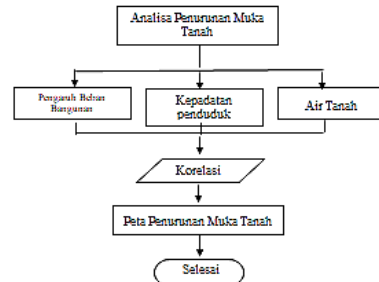 Analisa Penurunan Muka
Tanah
Pengaruh Beban
Bangunan
Kepadatan
penduduk
Air Tanah
Korelasi
Peta Penurunan Muka Tanah
Selesai